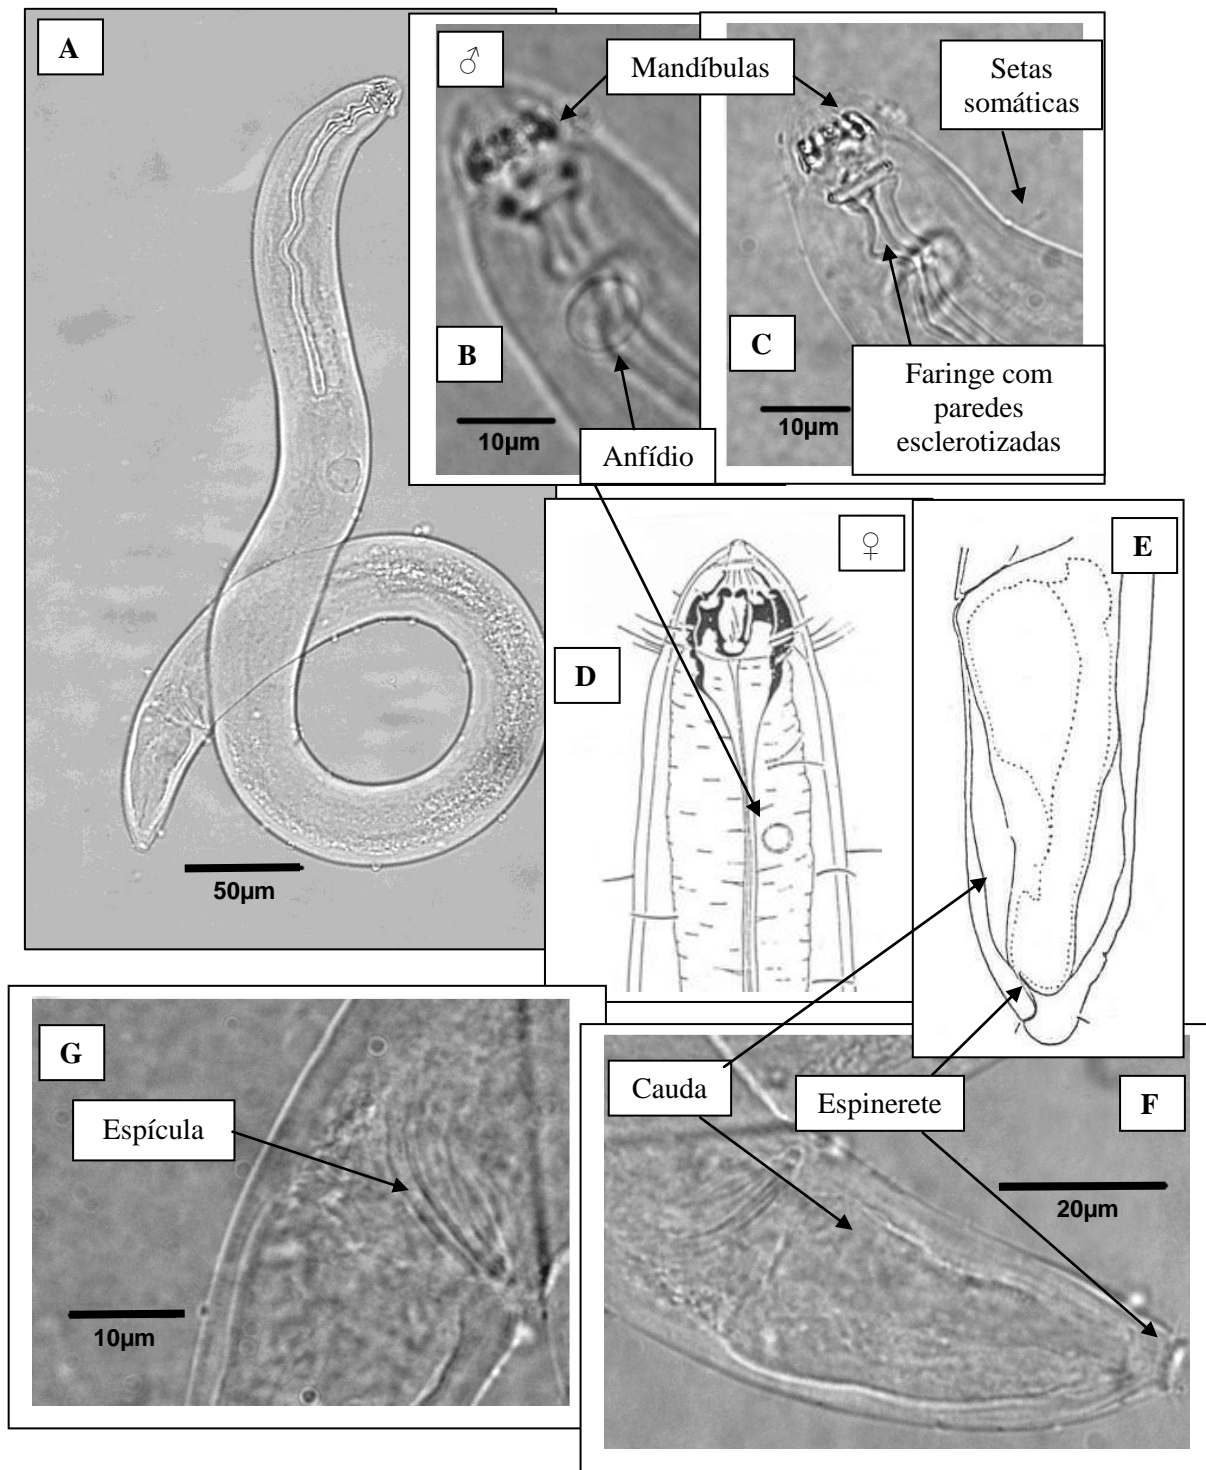 A
♂
Mandíbulas
Setas
somáticas
B
C
10µm
10µm
Faringe com
paredes
esclerotizadas
Anfídio
50µm
♀
D
E
G
Espícula
10µm
Cauda
Espinerete
F
20µm